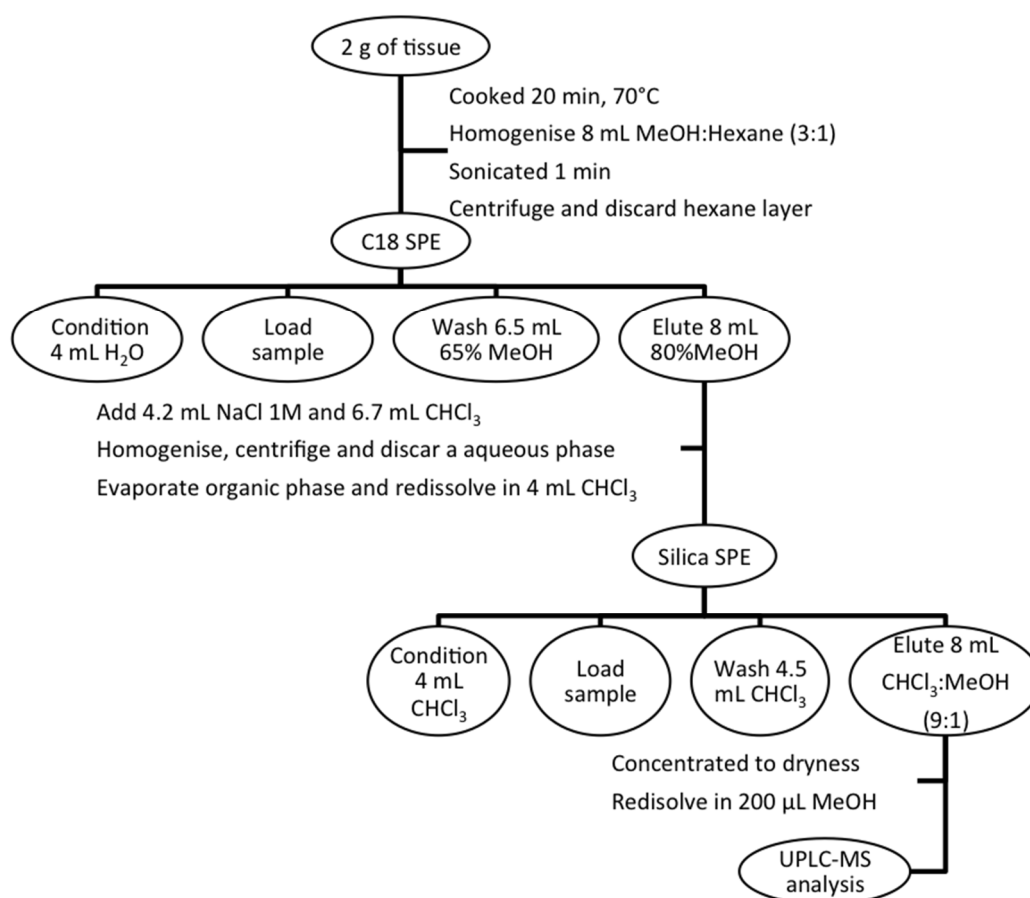 2 g of tissue
Cooked 20 min, 70°C
Homogenise 8 mL MeOH:Hexane (3:1)
Sonicated 1 min
Centrifuge and discard hexane layer
C18 SPE
Condition
4 mL H₂O
Load
sample
Wash 6.5 mL
65% MeOH
Elute 8 mL
80%MeOH
Add 4.2 mL NaCl 1M and 6.7 mL CHCl₃
Homogenise, centrifige and discar a aqueous phase
Evaporate organic phase and redissolve in 4 mL CHCl₃
Silica SPE
Condition
4 mL
CHCl₃
Load
sample
Wash 4.5
mL CHCl₃
Elute 8 mL
CHCl₃:MeOH
(9:1)
Concentrated to dryness
Redisolve in 200 μL MeOH
UPLC-MS
analysis